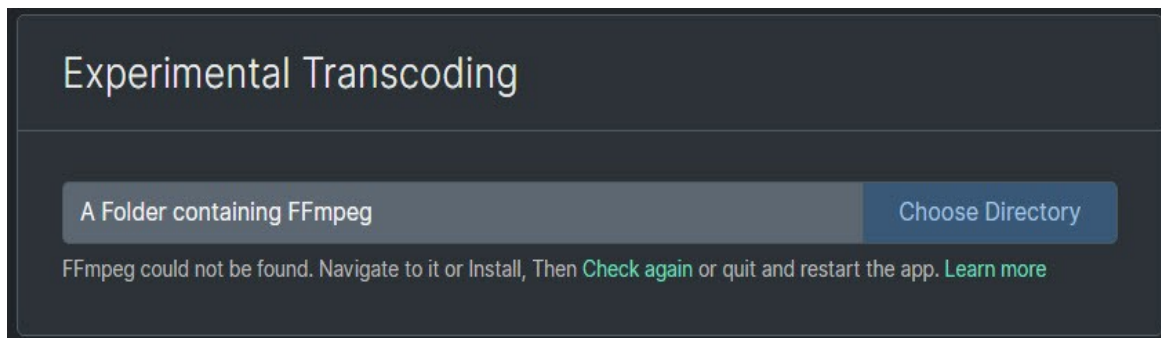 Experimental Transcoding
A Folder containing FFmpeg
Choose Directory
FFmpeg could not be found. Navigate to it or Install, Then Check again or quit and restart the app. Learn more